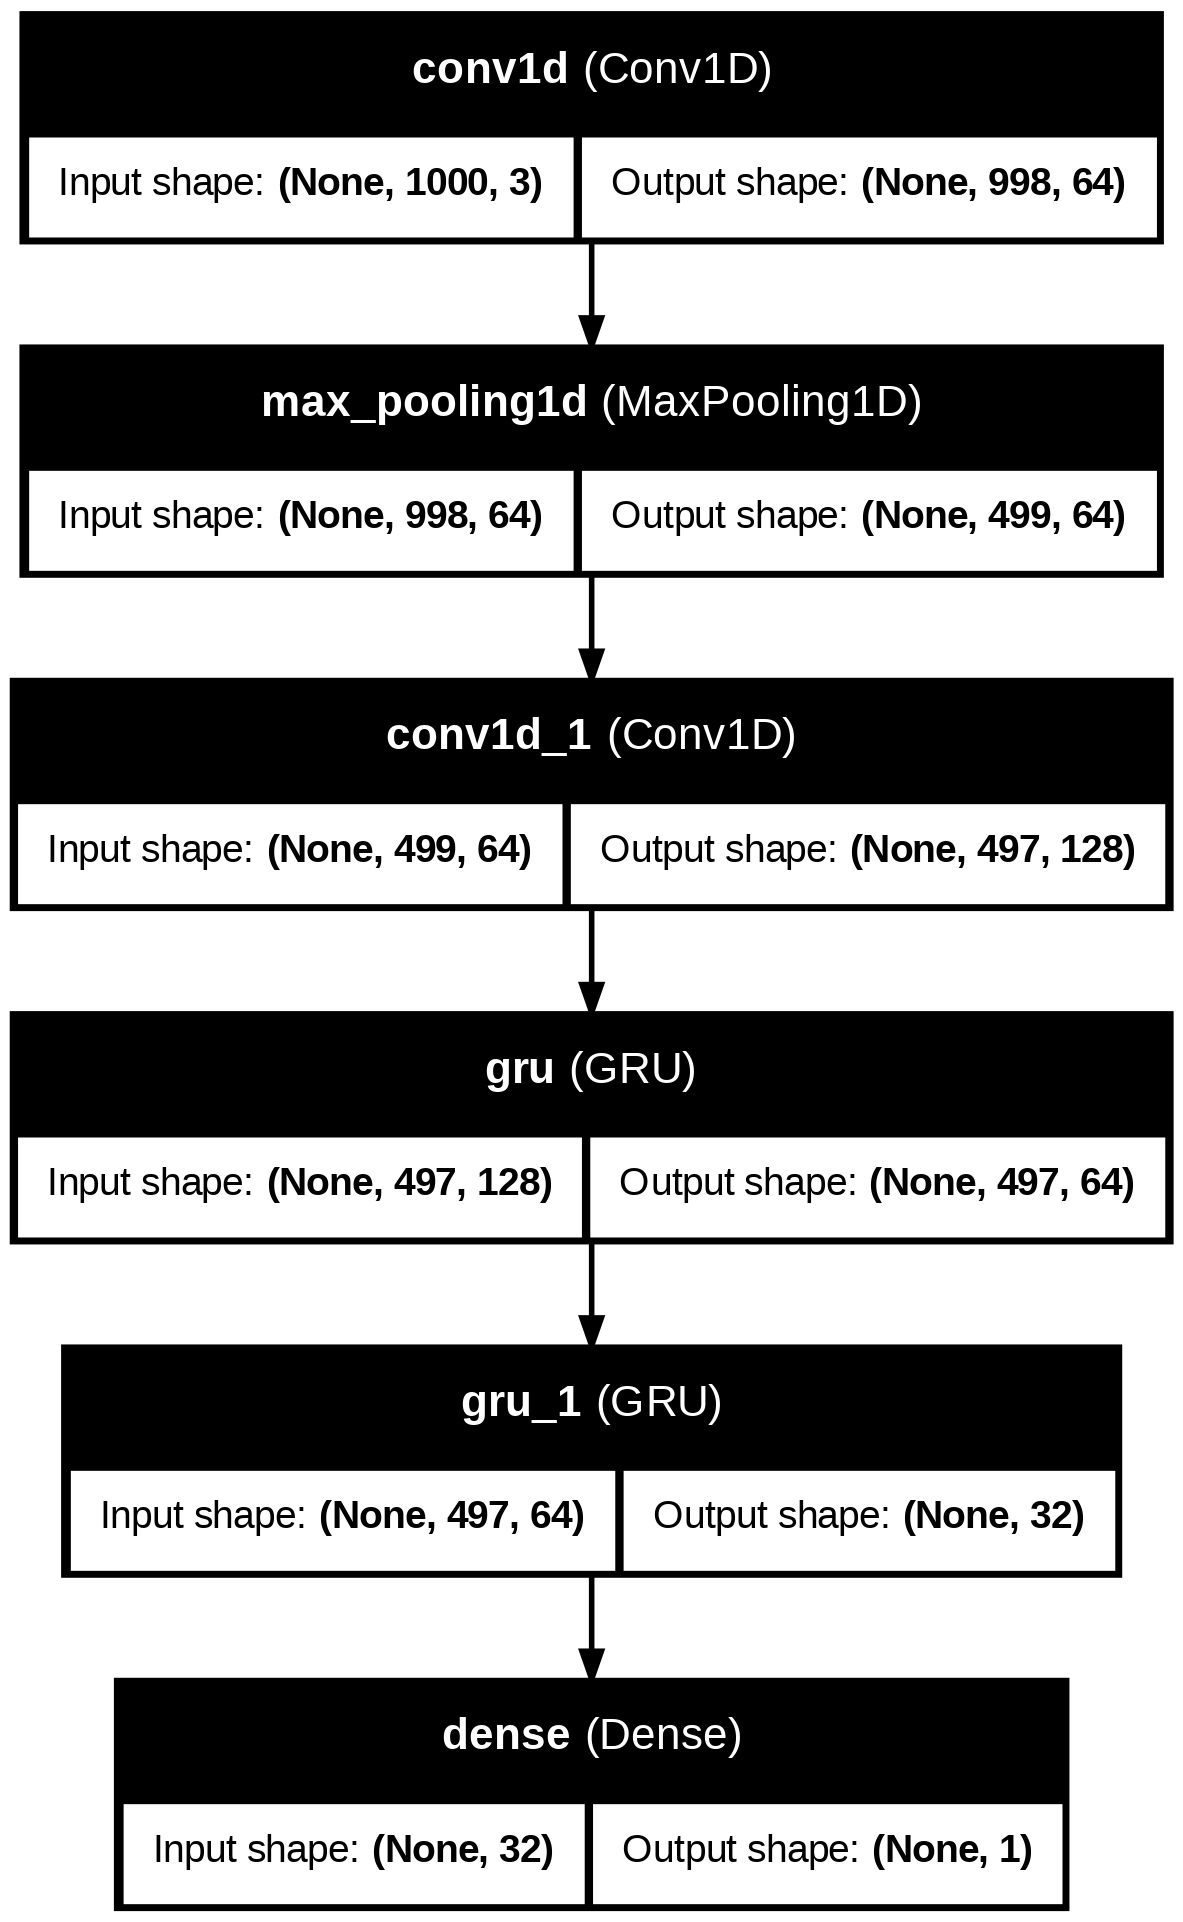 conv1d (Conv1D)
Input shape: (None, 1000, 3) Output shape: (None, 998, 64)
max_pooling1d (MaxPooling1D)
Input shape: (None, 998, 64) Output shape: (None, 499, 64)
conv1d_1 (Conv1D)
Input shape: (None, 499, 64) Output shape: (None, 497, 128)
gru (GRU)
Input shape: (None, 497, 128) Output shape: (None, 497, 64)
gru_1 (GRU)
Input shape: (None, 497, 64) Output shape: (None, 32)
dense (Dense)
Input shape: (None, 32) Output shape: (None, 1)